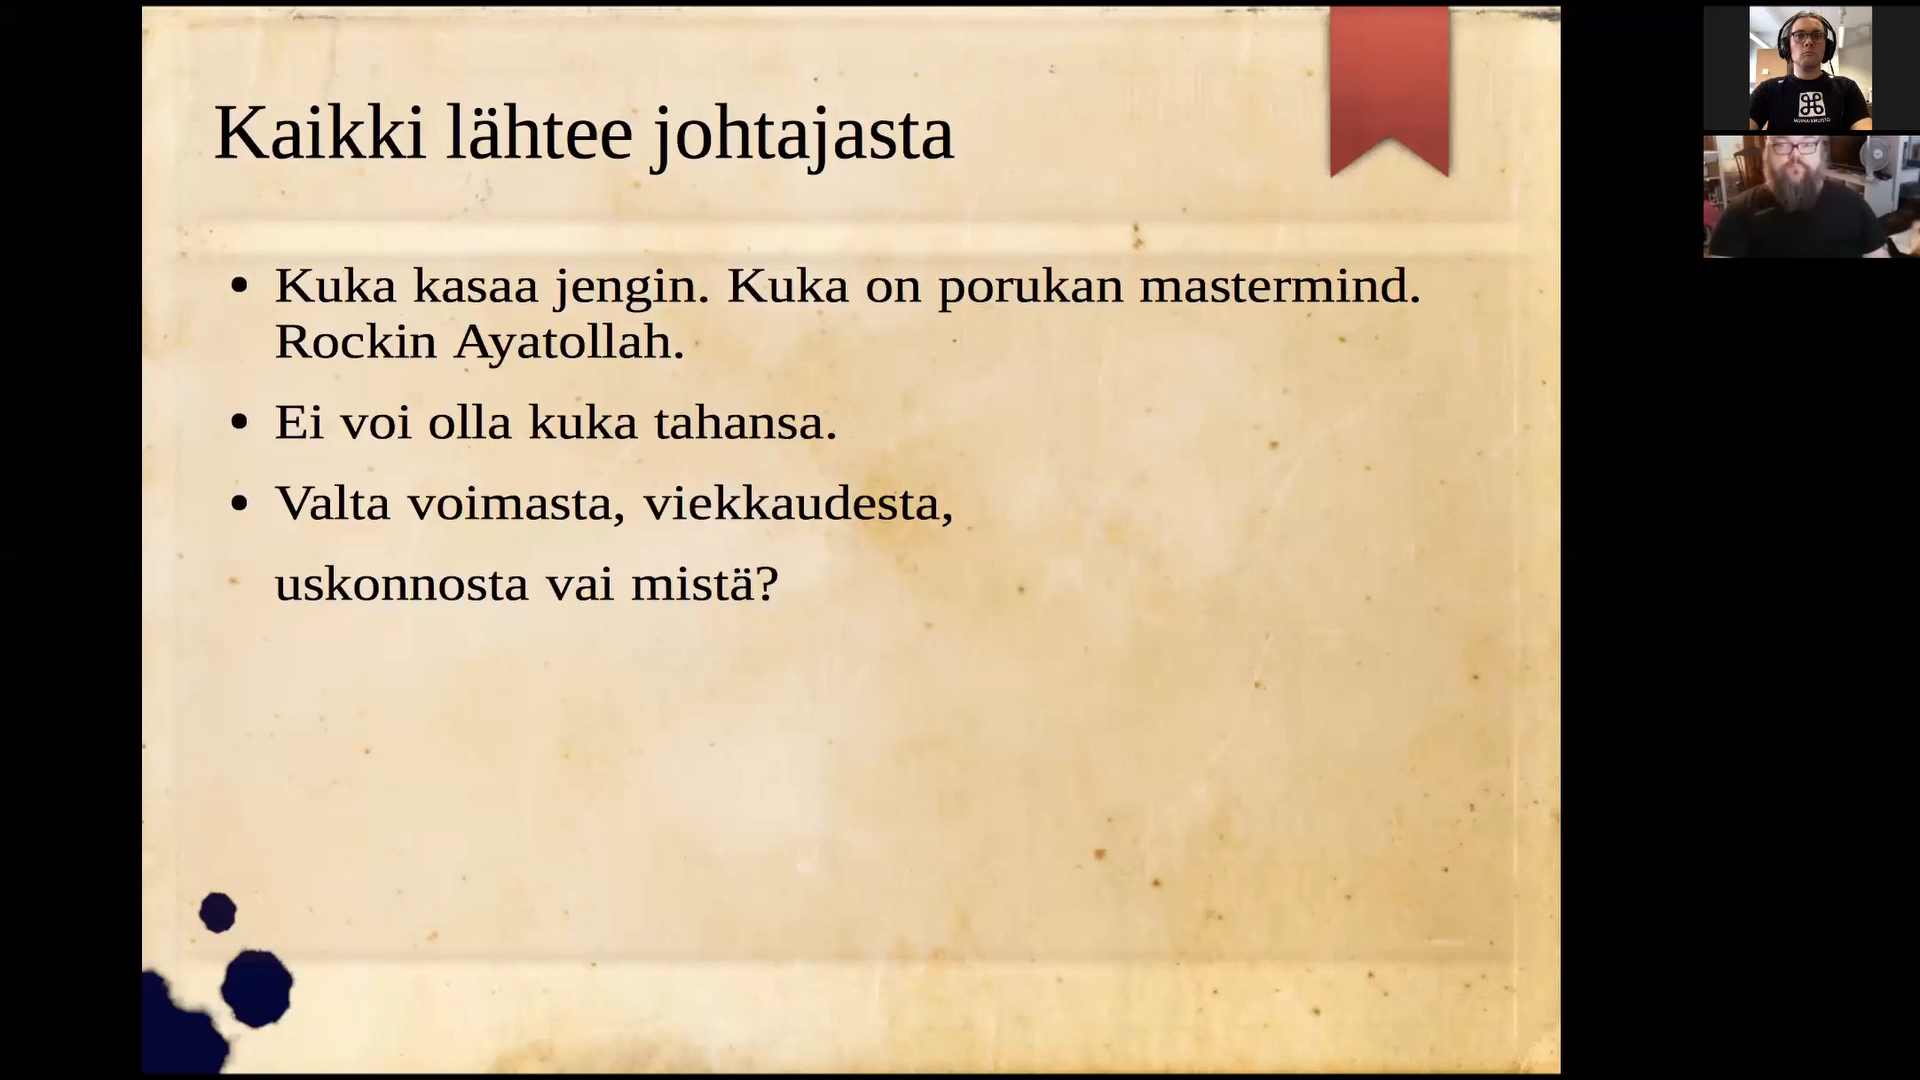 Kaikki lähtee johtajasta
• Kuka kasaa jengin. Kuka on porukan mastermind.
Rockin Ayatollah.
• Ei voi olla kuka tahansa.
• Valta voimasta, viekkaudesta,
uskonnosta vai mistä?